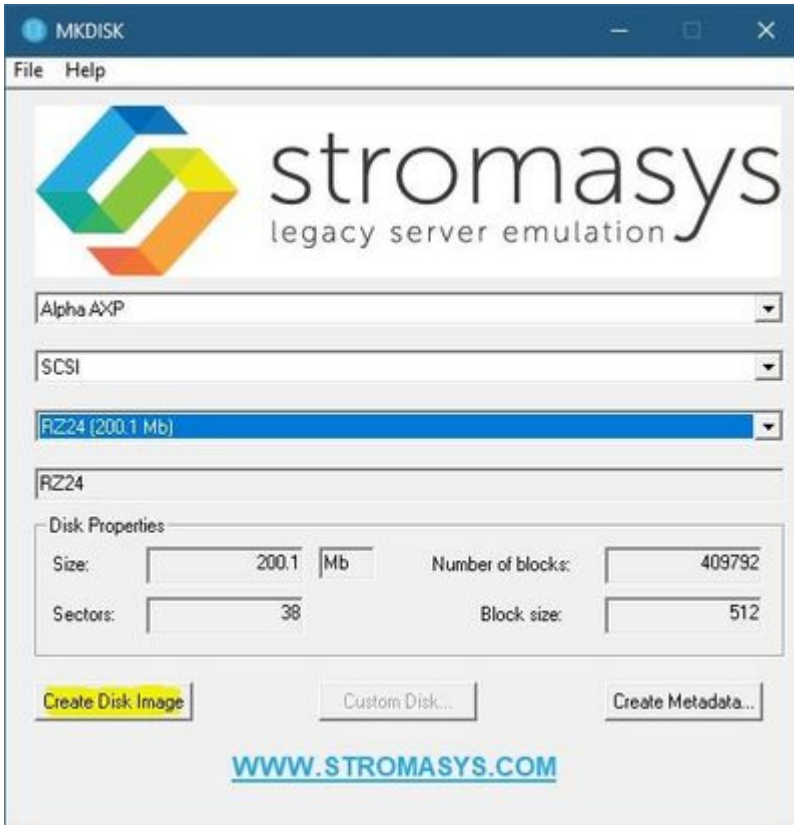 MKDISK
File Help
stromasys
legacy server emulation
Alpha AXP
SCSI
RZ24 (200.1 Mb)
RZ24
Disk Properties
Size: 200.1 Mb Number of blocks: 409792
Sectors: 38 Block size: 512
Create Disk Image Custom Disk... Create Metadata...
WWW.STROMASYS.COM